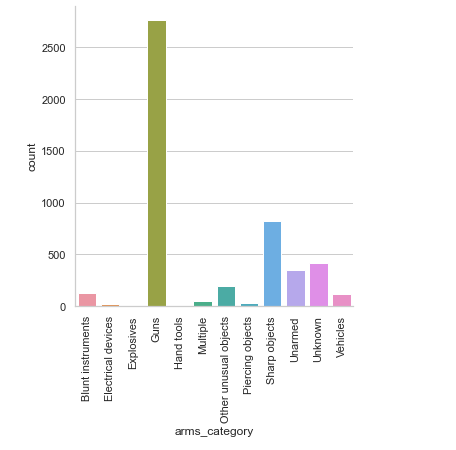 2500
2000
1500
1000
500
0
count
Blunt instruments
Electrical devices
Explosives
Guns
Hand tools
Multiple
Other unusual objects
Piercing objects
Sharp objects
Unarmed
Unknown
Vehicles
arms_category